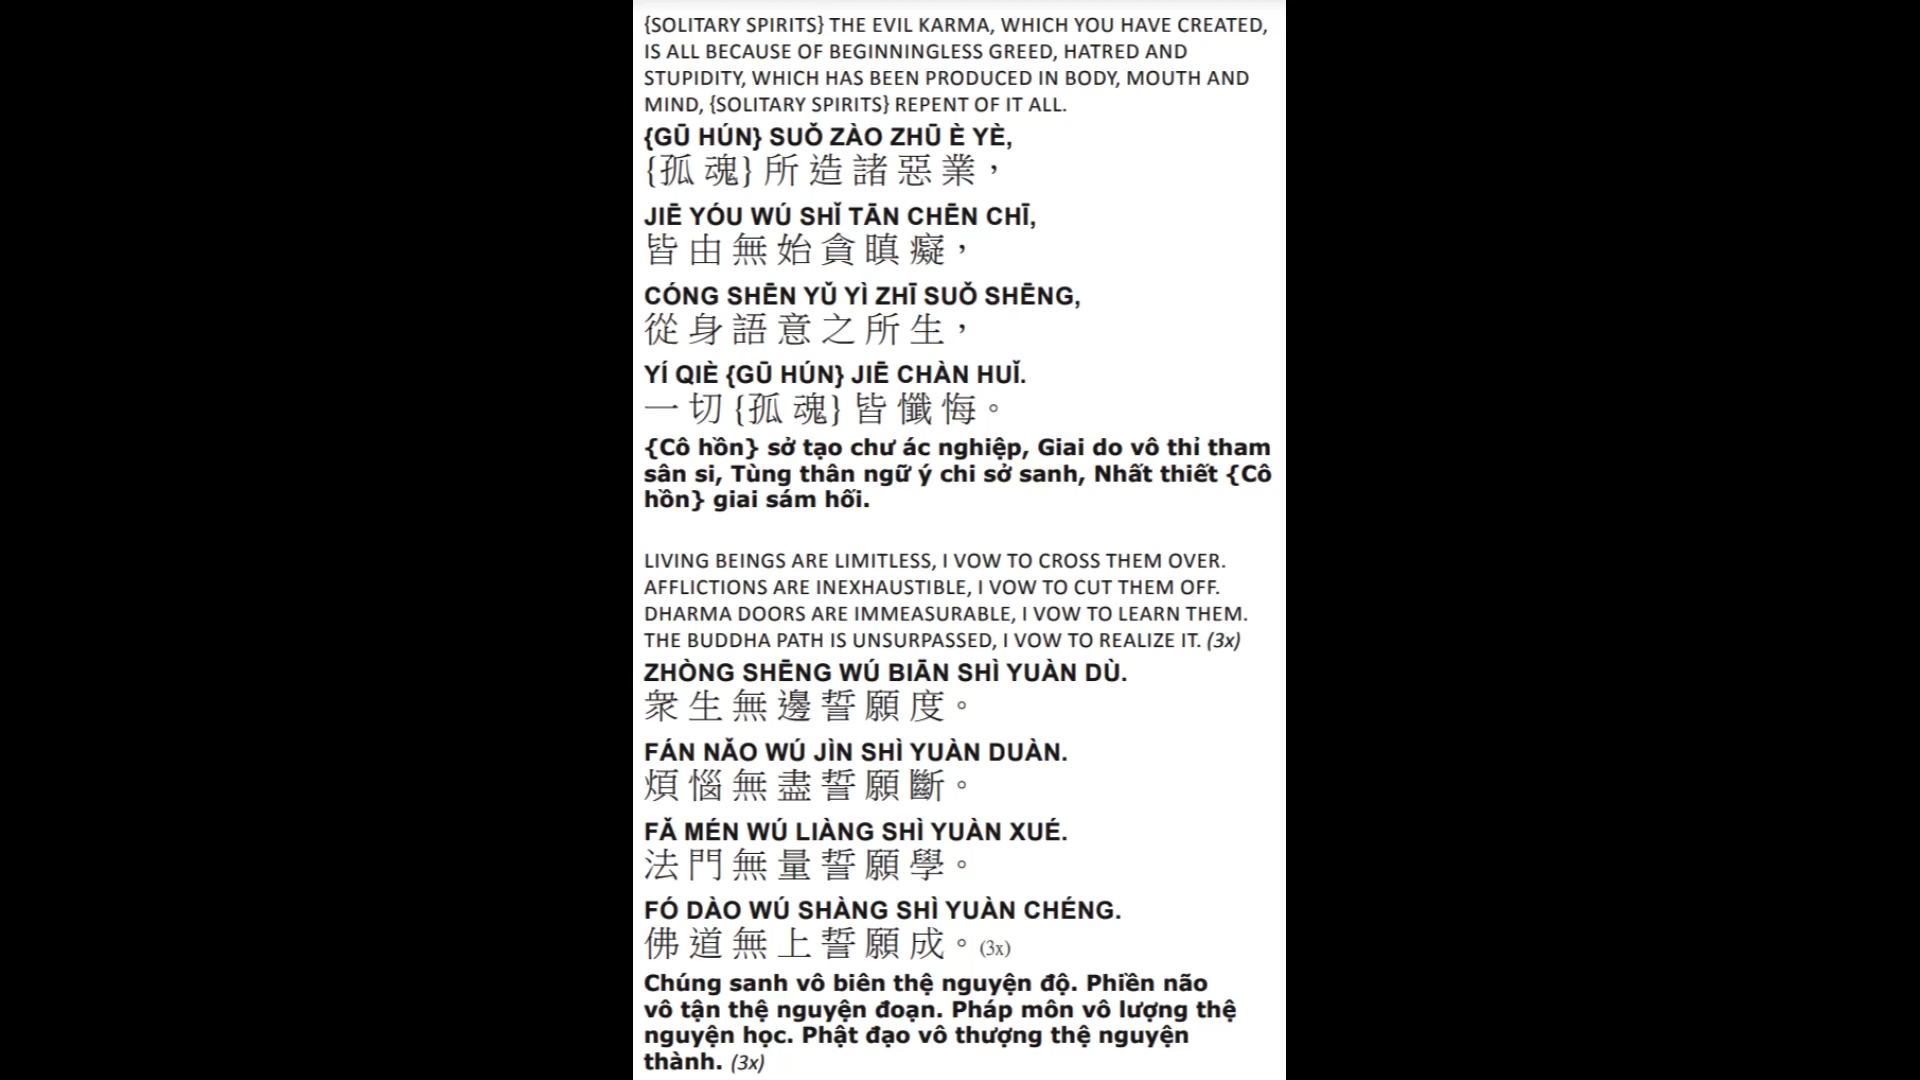 {SOLITARY SPIRITS} THE EVIL KARMA, WHICH YOU HAVE CREATED,
IS ALL BECAUSE OF BEGINNINGLESS GREED, HATRED AND
STUPIDITY, WHICH HAS BEEN PRODUCED IN BODY, MOUTH AND
MIND, {SOLITARY SPIRITS} REPENT OF IT ALL.
{GŪ HÚN} SUǑ ZÀO ZHŪ È YÈ,
{孤 魂} 所 造 諸 惡 業，
JIĒ YÓU WÚ SHǏ TĀN CHĒN CHĪ,
皆 由 無 始 貪 瞋 癡，
CÓNG SHĒN YǓ YÌ ZHĪ SUǑ SHĒNG,
從 身 語 意 之 所 生，
YÍ QIÈ {GŪ HÚN} JIĒ CHÀN HUǏ.
一 切 {孤 魂} 皆 懺 悔。
{Cô hồn} sở tạo chư ác nghiệp, Giai do vô thỉ tham
sân si, Tùng thân ngữ ý chi sở sanh, Nhất thiết {Cô
hồn} giai sám hối.
LIVING BEINGS ARE LIMITLESS, I VOW TO CROSS THEM OVER.
AFFLICTIONS ARE INEXHAUSTIBLE, I VOW TO CUT THEM OFF.
DHARMA DOORS ARE IMMEASURABLE, I VOW TO LEARN THEM.
THE BUDDHA PATH IS UNSURPASSED, I VOW TO REALIZE IT. (3x)
ZHÒNG SHĒNG WÚ BIĀN SHÌ YUÀN DÙ.
眾 生 無 邊 誓 願 度。
FÁN NǍO WÚ JÌN SHÌ YUÀN DUÀN.
煩 惱 無 盡 誓 願 斷。
FǍ MÉN WÚ LIÀNG SHÌ YUÀN XUÉ.
法 門 無 量 誓 願 學。
FÓ DÀO WÚ SHÀNG SHÌ YUÀN CHÉNG.
佛 道 無 上 誓 願 成。(3x)
Chúng sanh vô biên thệ nguyện độ. Phiền não
vô tận thệ nguyện đoạn. Pháp môn vô lượng thệ
nguyện học. Phật đạo vô thượng thệ nguyện
thành. (3x)